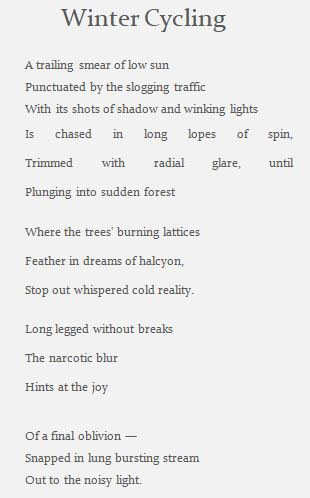 Winter Cycling
A trailing smear of low sun
Punctuated by the slogging traffic
With its shots of shadow and winking lights
Is chased in long lopes of spin,
Trimmed with radial glare, until
Plunging into sudden forest
Where the trees' burning lattices
Feather in dreams of halcyon,
Stop out whispered cold reality.
Long legged without breaks
The narcotic blur
Hints at the joy
Of a final oblivion —
Snapped in lung bursting stream
Out to the noisy light.